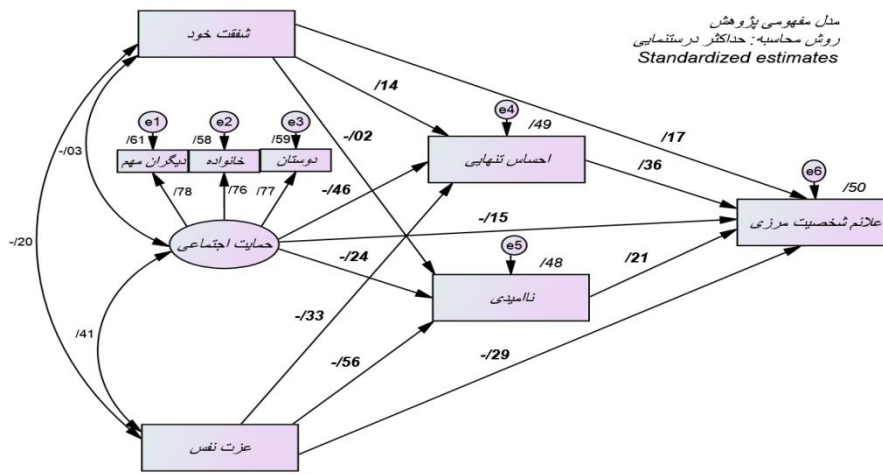 مدل مفهومی پژوهش
روش محاسبه: حداکثر درستنمایی
Standardized estimates
شفقت خود
/14
/17
-/02
e1
e2
e3
/61
/58
/59
دیگران مهم
خانواده
دوستان
/78
/76
/77
-/03
-/20
e4
/49
احساس تنهایی
/36
-/46
e6
/50
علائم شخصیت مرزی
-/15
حمایت اجتماعی
-/24
e5
/48
ناامیدی
/21
-/33
/41
-/56
-/29
عزت نفس